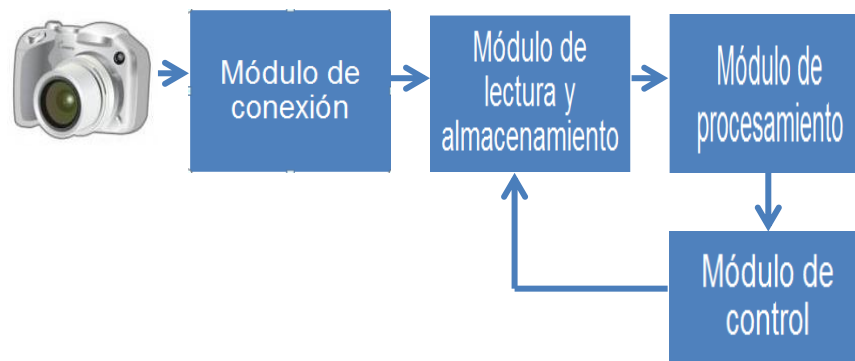 Módulo de
conexión
Módulo de
lectura y
almacenamiento
Módulo de
procesamiento
Módulo de
control